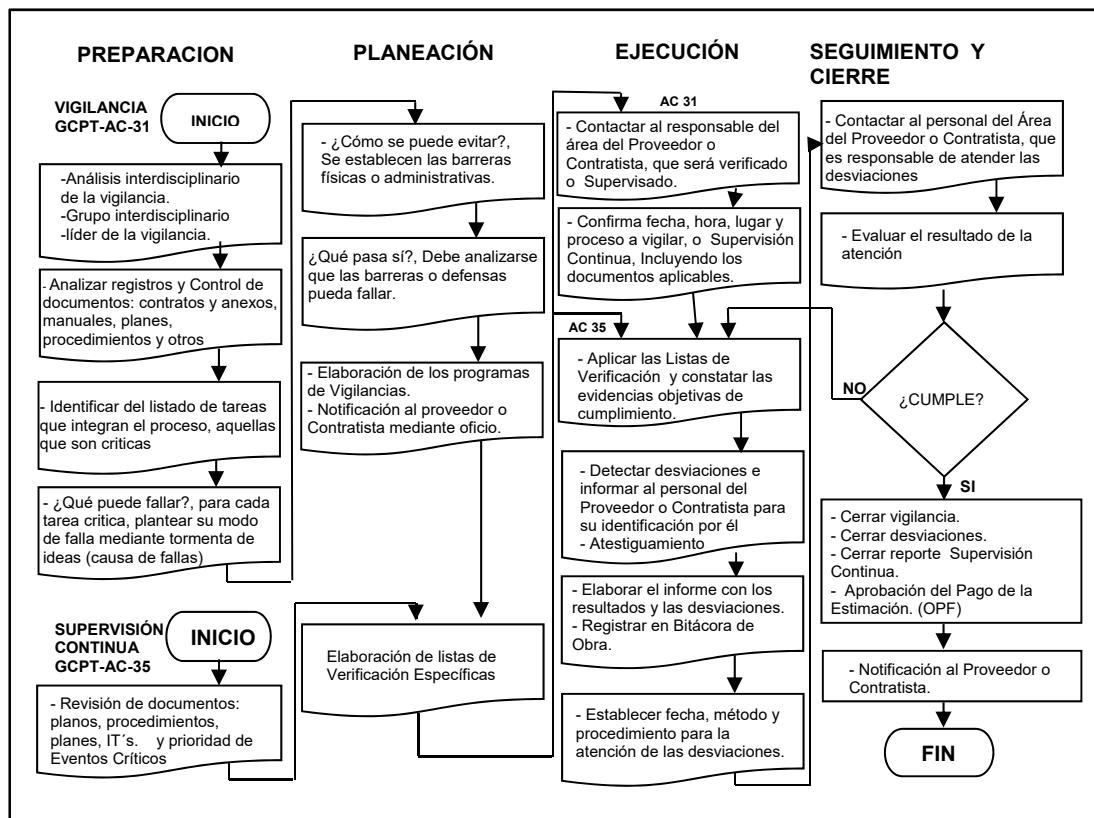 PREPARACION
VIGILANCIA
GCPT-AC-31
INICIO
-Análisis interdisciplinario
de la vigilancia.
-Grupo interdisciplinario
-líder de la vigilancia.
- Analizar registros y Control de
documentos: contratos y anexos,
manuales, planes,
procedimientos y otros
- Identificar del listado de tareas
que integran el proceso, aquellas
que son criticas
- ¿Qué puede fallar?, para cada
tarea critica, plantear su modo
de falla mediante tormenta de
ideas (causa de fallas)
SUPERVISIÓN
CONTINUA
GCPT-AC-35
INICIO
- Revisión de documentos:
planos, procedimientos,
planes, IT´s. y prioridad de
Eventos Críticos
PLANEACIÓN
- ¿Cómo se puede evitar?,
Se establecen las barreras
físicas o administrativas.
¿Qué pasa sí?, Debe analizarse
que las barreras o defensas
pueda fallar.
- Elaboración de los programas
de Vigilancias.
- Notificación al proveedor o
Contratista mediante oficio.
Elaboración de listas de
Verificación Específicas
EJECUCIÓN
AC 31
- Contactar al responsable del
área del Proveedor o
Contratista, que será verificado
o Supervisado.
- Confirma fecha, hora, lugar y
proceso a vigilar, o Supervisión
Continua, Incluyendo los
documentos aplicables.
AC 35
- Aplicar las Listas de
Verificación y constatar las
evidencias objetivas de
cumplimiento.
- Detectar desviaciones e
informar al personal del
Proveedor o Contratista para
su identificación por él
- Atestiguamiento
- Elaborar el informe con los
resultados y las desviaciones.
- Registrar en Bitácora de
Obra.
- Establecer fecha, método y
procedimiento para la
atención de las desviaciones.
SEGUIMIENTO Y
CIERRE
- Contactar al personal del Área
del Proveedor o Contratista, que
es responsable de atender las
desviaciones
- Evaluar el resultado de la
atención
¿CUMPLE?
NO
SI
- Cerrar vigilancia.
- Cerrar desviaciones.
- Cerrar reporte Supervisión
Continua.
- Aprobación del Pago de la
Estimación. (OPF)
- Notificación al Proveedor o
Contratista.
FIN